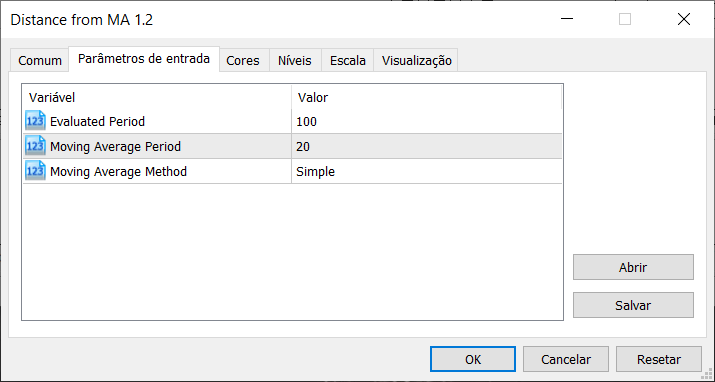 Distance from MA 1.2
Comum Parâmetros de entrada Cores Níveis Escala Visualização
Variável Valor
123 Evaluated Period 100
123 Moving Average Period 20
123 Moving Average Method Simple
Abrir
Salvar
OK Cancelar Resetar